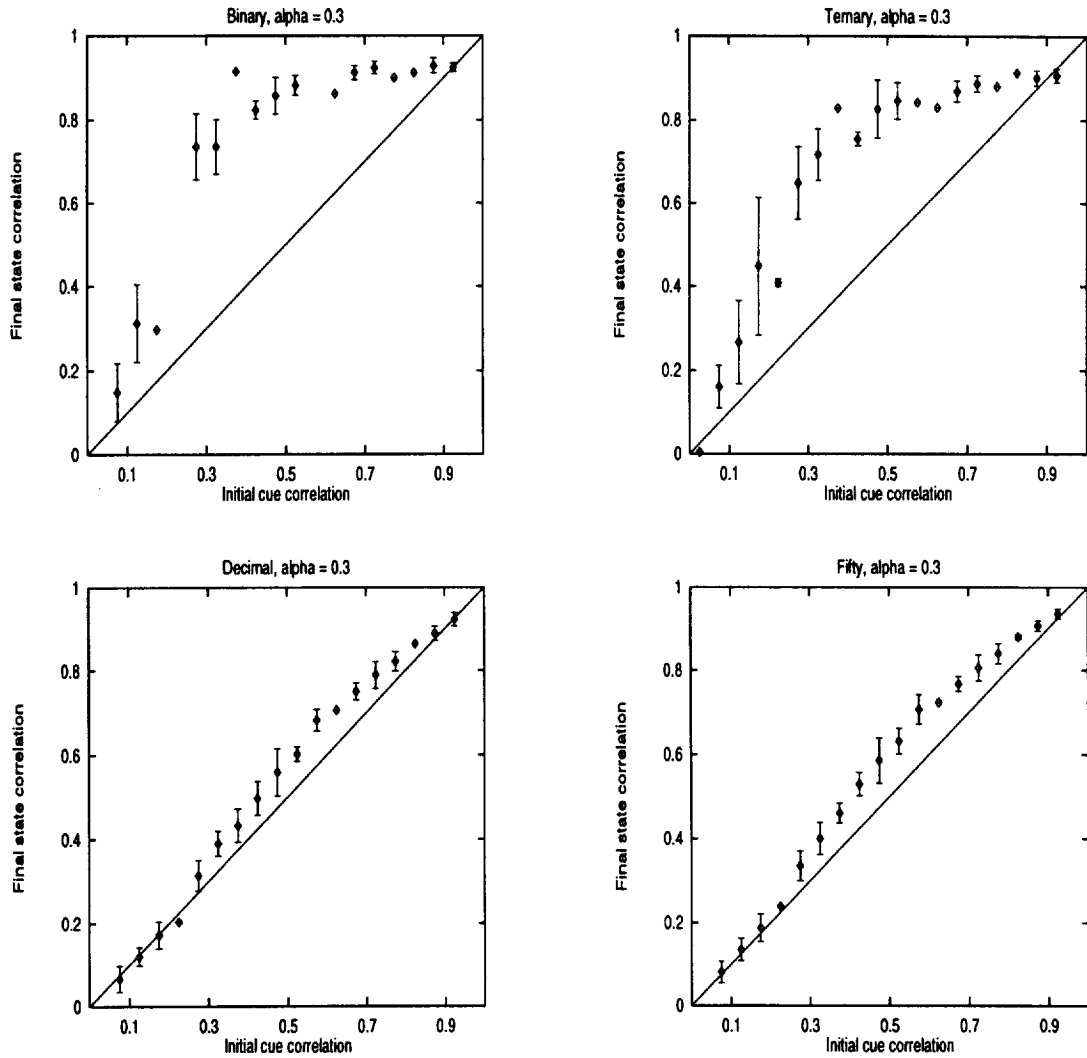 Binary, alpha = 0.3
1
0.8
0.6
0.4
0.2
0
Final state correlation
0.1 0.3 0.5 0.7 0.9
Initial cue correlation
Ternary, alpha = 0.3
1
0.8
0.6
0.4
0.2
0
Final state correlation
0.1 0.3 0.5 0.7 0.9
Initial cue correlation
Decimal, alpha = 0.3
1
0.8
0.6
0.4
0.2
0
Final state correlation
0.1 0.3 0.5 0.7 0.9
Initial cue correlation
Fifty, alpha = 0.3
1
0.8
0.6
0.4
0.2
0
Final state correlation
0.1 0.3 0.5 0.7 0.9
Initial cue correlation